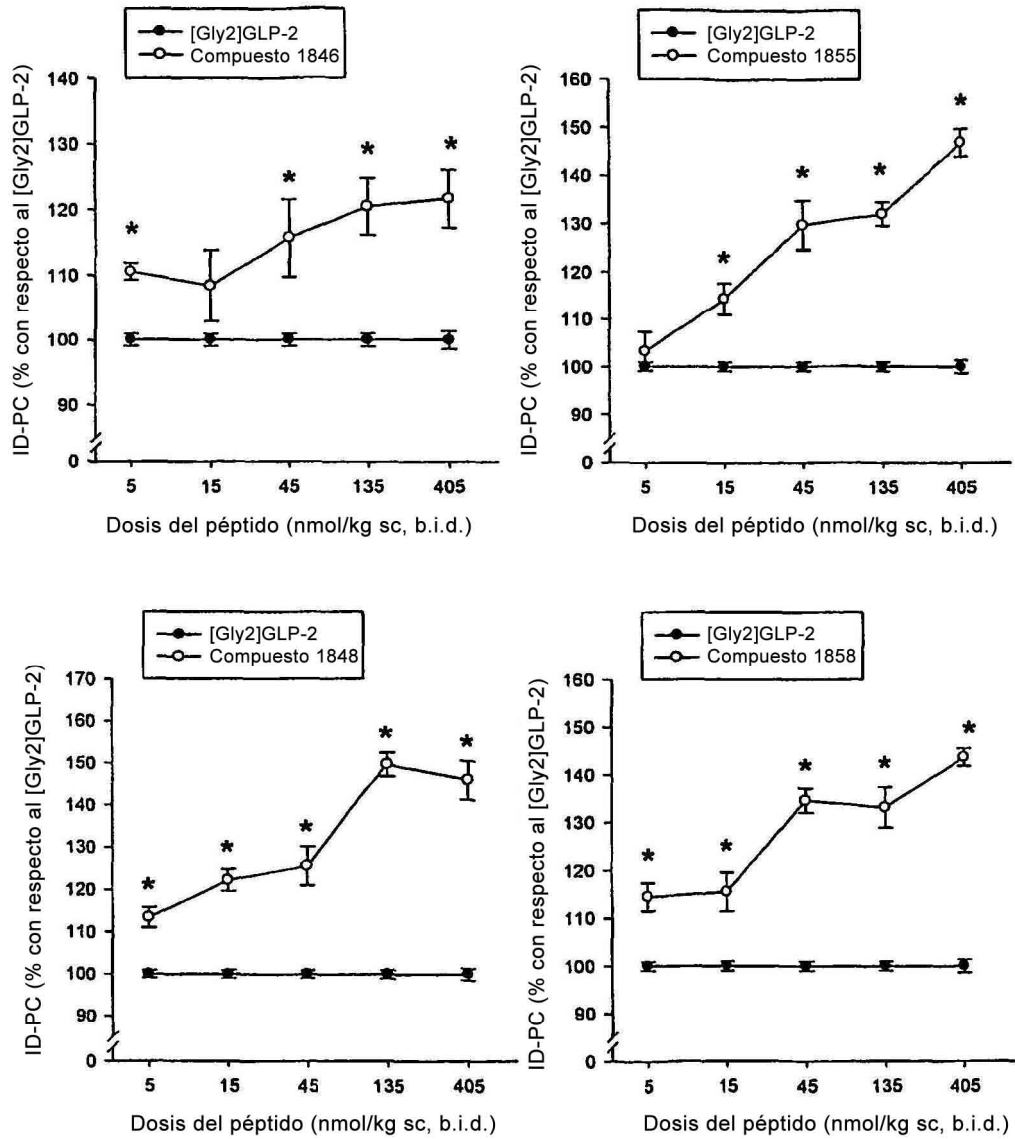 [Gly2]GLP-2
Compuesto 1846
ID-PC (% con respecto al [Gly2]GLP-2)
140
130
120
110
100
90
0
* * * *
5 15 45 135 405
Dosis del péptido (nmol/kg sc, b.i.d.)
[Gly2]GLP-2
Compuesto 1855
ID-PC (% con respecto al [Gly2]GLP-2)
160
150
140
130
120
110
100
90
0
* * * *
5 15 45 135 405
Dosis del péptido (nmol/kg sc, b.i.d.)
[Gly2]GLP-2
Compuesto 1848
ID-PC (% con respecto al [Gly2]GLP-2)
170
160
150
140
130
120
110
100
90
0
* * * * *
5 15 45 135 405
Dosis del péptido (nmol/kg sc, b.i.d.)
[Gly2]GLP-2
Compuesto 1858
ID-PC (% con respecto al [Gly2]GLP-2)
160
150
140
130
120
110
100
90
0
* * * * *
5 15 45 135 405
Dosis del péptido (nmol/kg sc, b.i.d.)